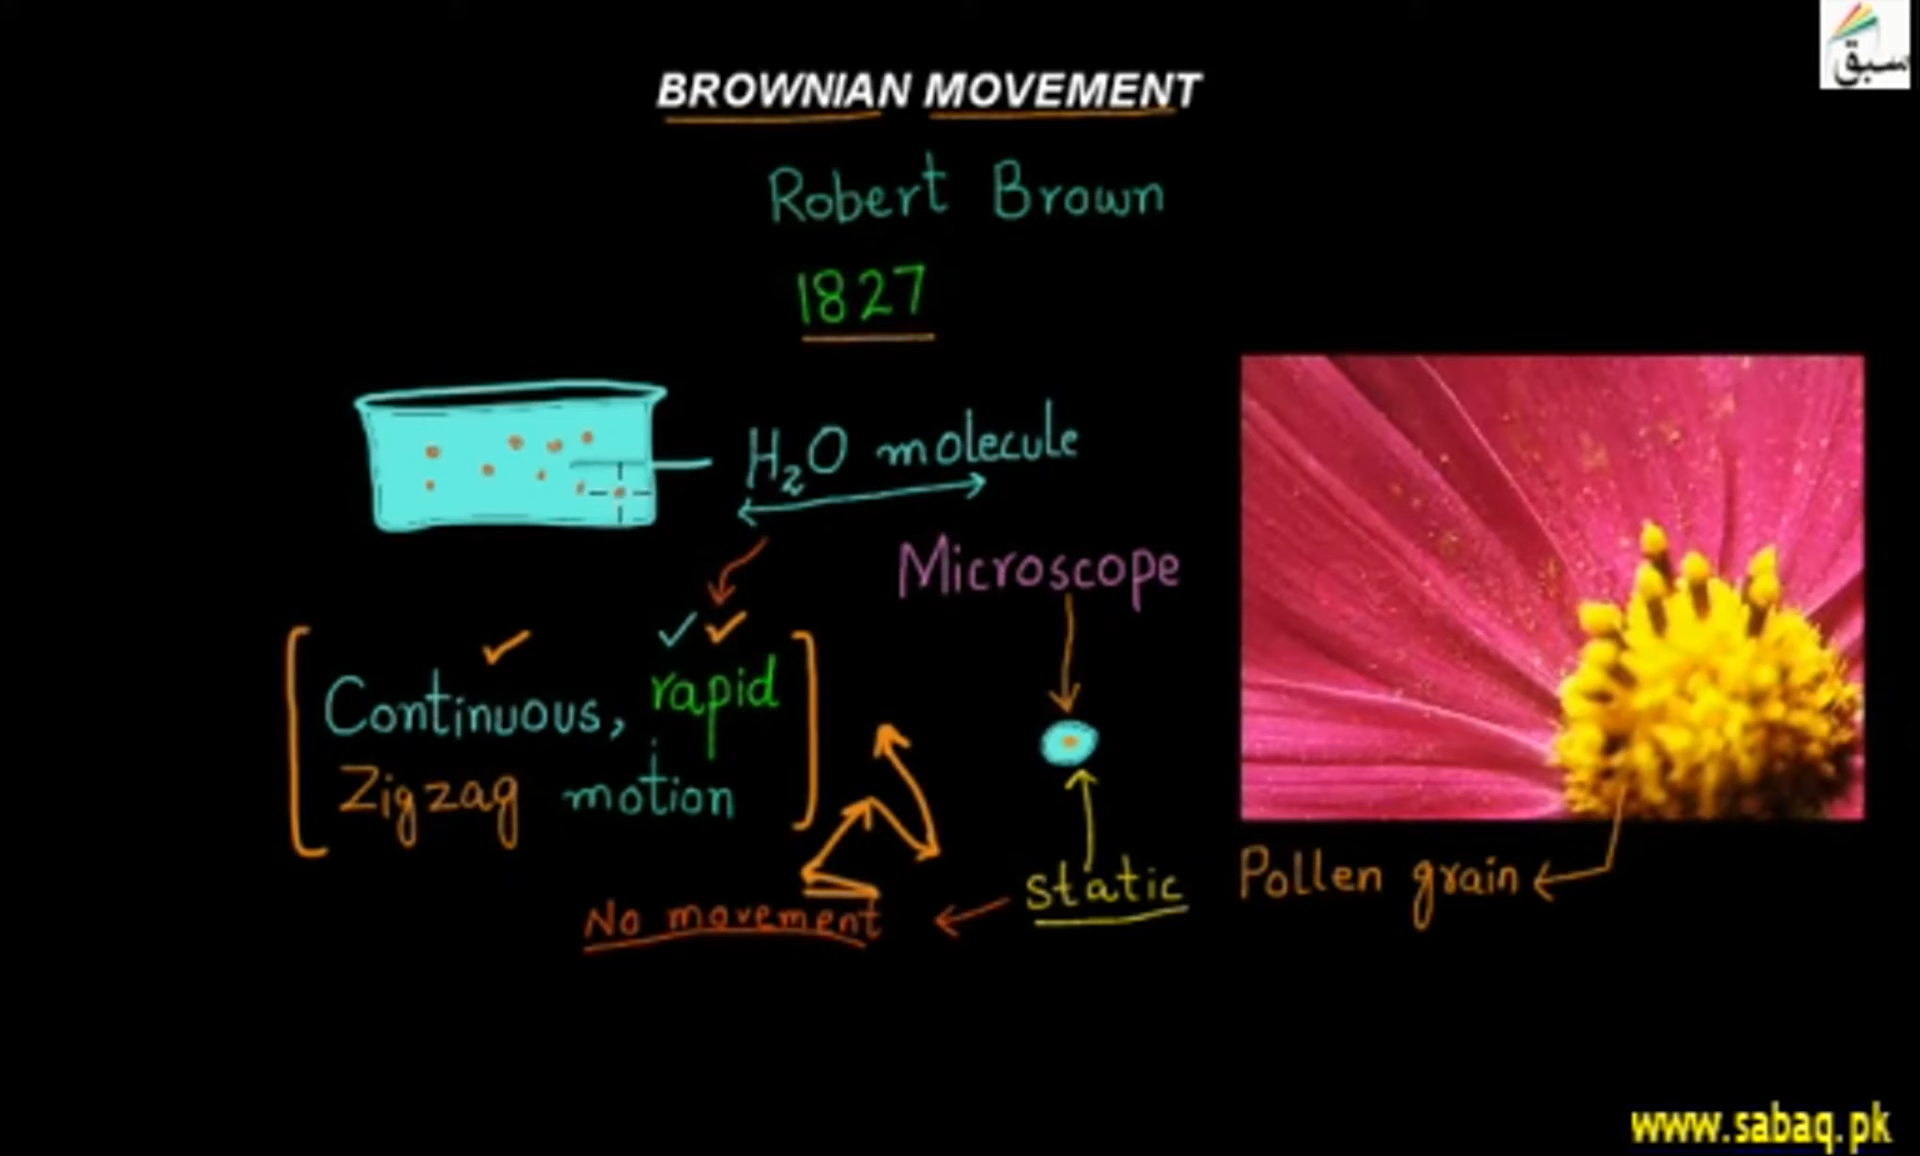 سبق
BROWNIAN MOVEMENT
Robert Brown
1827
H₂O molecule
Microscope
Continuous, rapid
Zigzag motion
static
No movement
Pollen grain
www.sabaq.pk